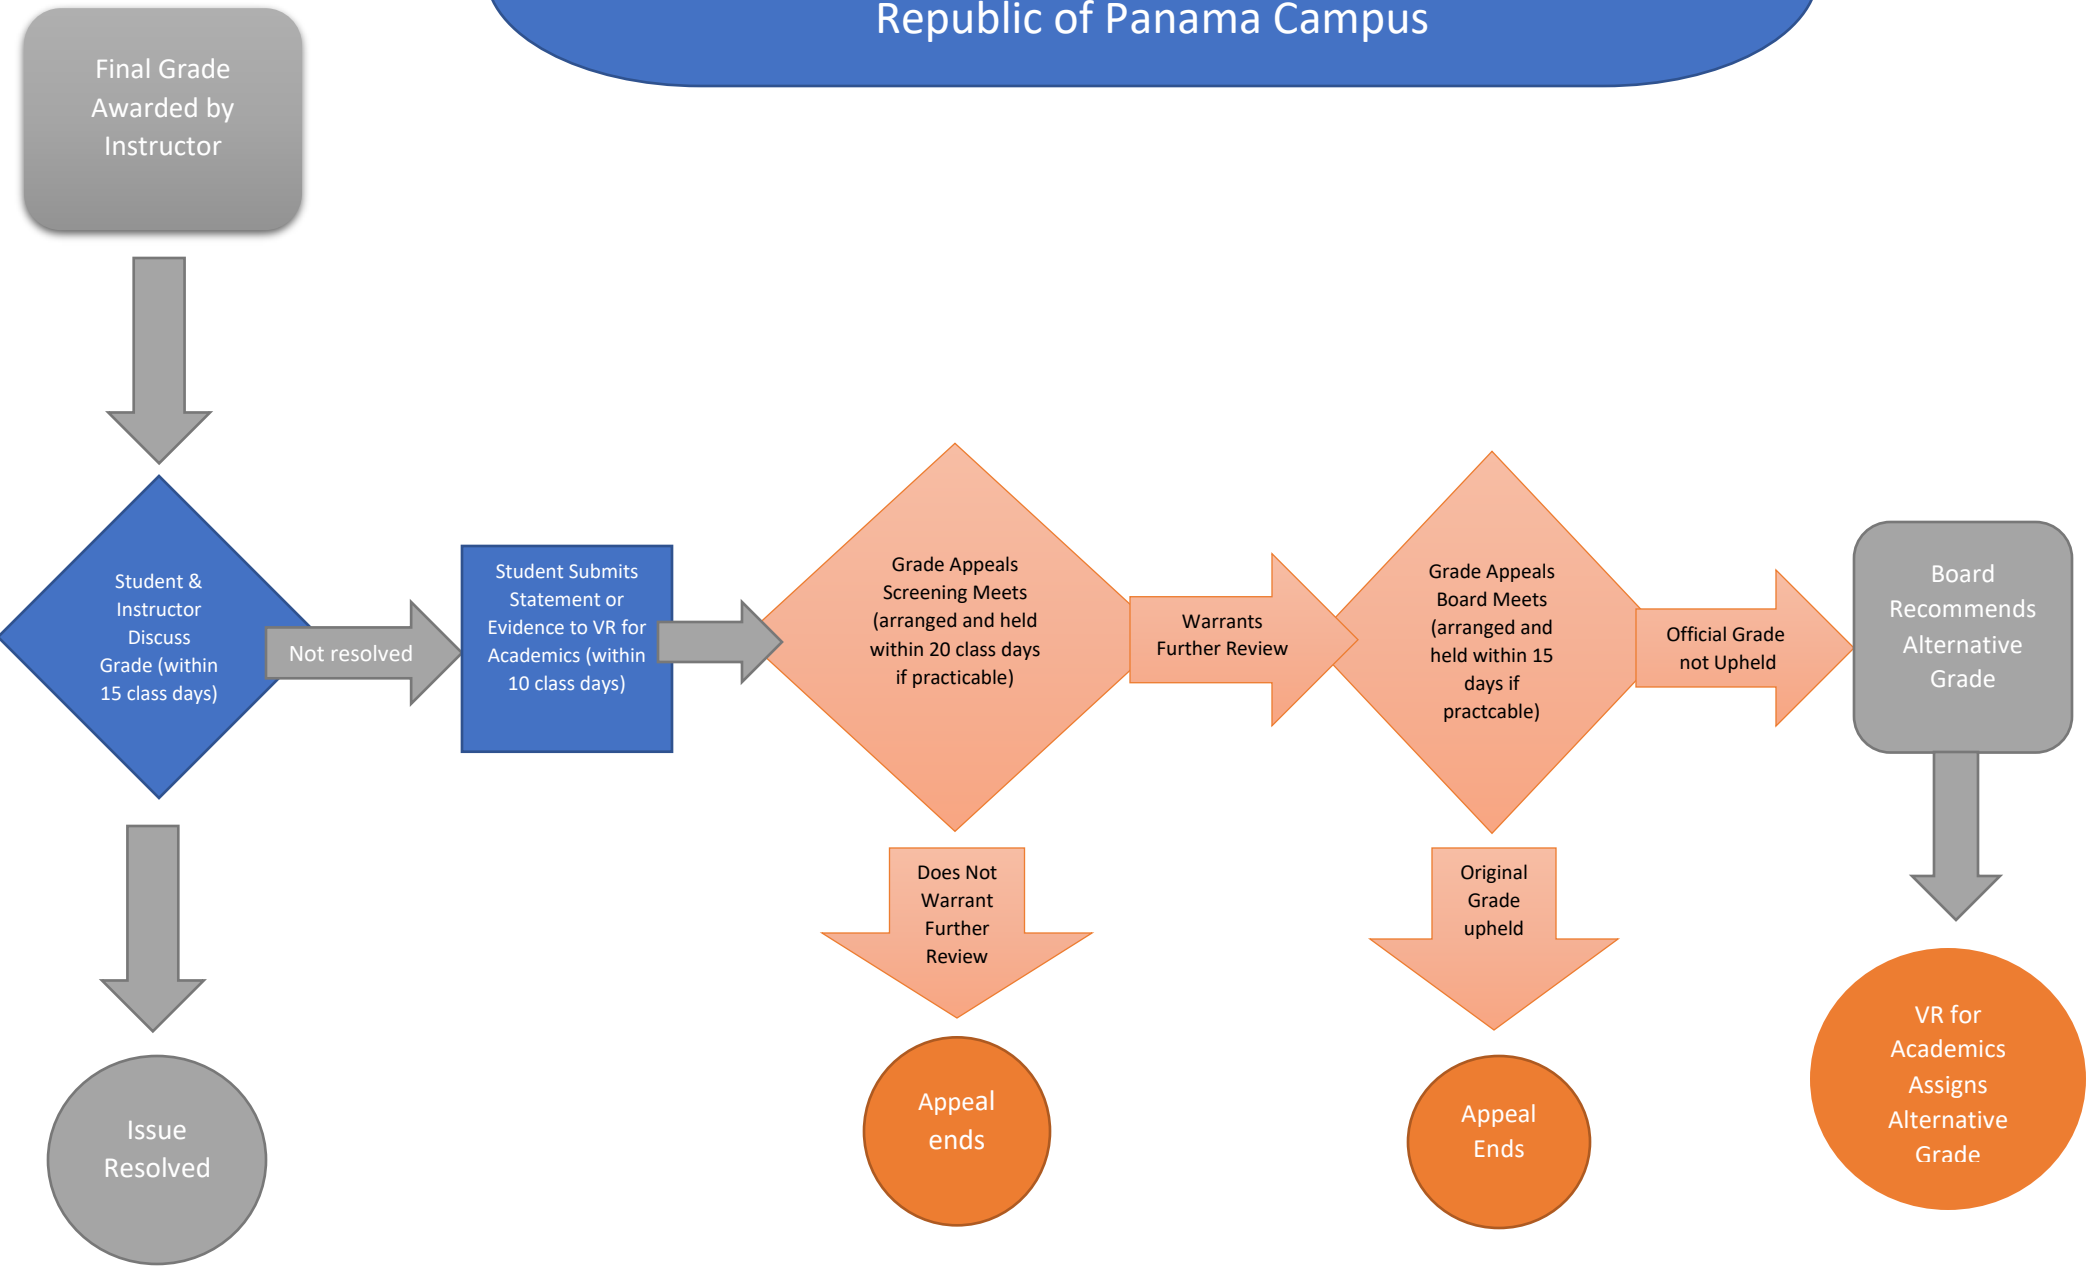 Republic of Panama Campus
Final Grade
Awarded by
Instructor
Student &
Instructor
Discuss
Grade (within
15 class days)
Not resolved
Student Submits
Statement or
Evidence to VR for
Academics (within
10 class days)
Grade Appeals
Screening Meets
(arranged and held
within 20 class days
if practicable)
Warrants
Further Review
Grade Appeals
Board Meets
(arranged and
held within 15
days if
practcable)
Official Grade
not Upheld
Board
Recommends
Alternative
Grade
Does Not
Warrant
Further
Review
Original
Grade
upheld
Issue
Resolved
Appeal
ends
Appeal
Ends
VR for
Academics
Assigns
Alternative
Grade